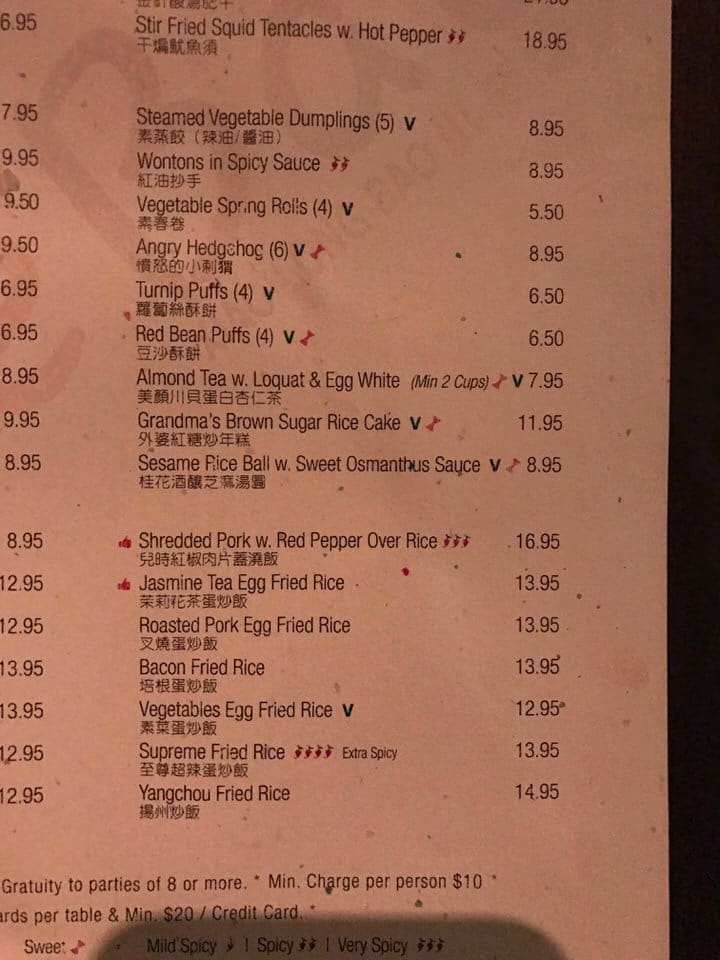 6.95
Stir Fried Squid Tentacles w. Hot Pepper 18.95
干煸魷魚須
7.95
Steamed Vegetable Dumplings (5) V 8.95
素蒸餃（辣油/醬油）
9.95
Wontons in Spicy Sauce 8.95
紅油抄手
9.50
Vegetable Spring Rolls (4) V 5.50
素春卷
9.50
Angry Hedgehog (6) V 8.95
憤怒的小刺猬
6.95
Turnip Puffs (4) V 6.50
蘿蔔絲酥餅
6.95
Red Bean Puffs (4) V 6.50
豆沙酥餅
8.95
Almond Tea w. Loquat & Egg White (Min 2 Cups) V 7.95
美顏川貝蛋白杏仁茶
9.95
Grandma's Brown Sugar Rice Cake V 11.95
外婆紅糖炒年糕
8.95
Sesame Rice Ball w. Sweet Osmanthus Sauce V 8.95
桂花酒釀芝麻湯圓
8.95
Shredded Pork w. Red Pepper Over Rice 16.95
兒時紅椒肉片蓋澆飯
12.95
Jasmine Tea Egg Fried Rice 13.95
茉莉花茶蛋炒飯
12.95
Roasted Pork Egg Fried Rice 13.95
叉燒蛋炒飯
13.95
Bacon Fried Rice 13.95
培根蛋炒飯
13.95
Vegetables Egg Fried Rice V 12.95
素菜蛋炒飯
12.95
Supreme Fried Rice Extra Spicy 13.95
至尊超辣蛋炒飯
12.95
Yangchou Fried Rice 14.95
揚州炒飯
Gratuity to parties of 8 or more. * Min. Charge per person $10 *
ards per table & Min. $20 / Credit Card. *
Sweet Mild Spicy | Spicy | Very Spicy